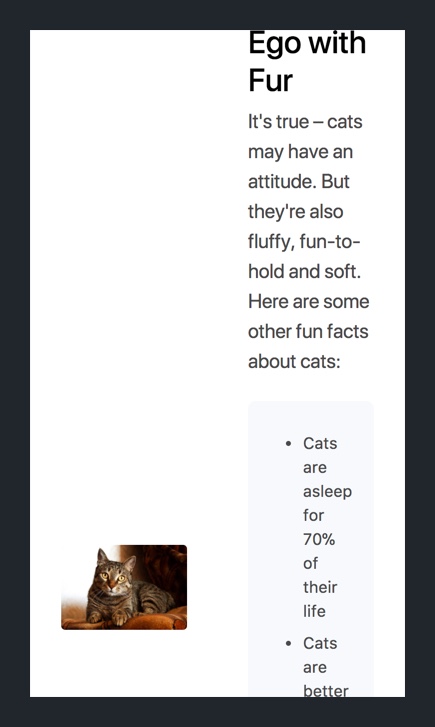 Ego with
Fur
It's true – cats
may have an
attitude. But
they're also
fluffy, fun-to-
hold and soft.
Here are some
other fun facts
about cats:
• Cats
are
asleep
for
70%
of
their
life
• Cats
are
better